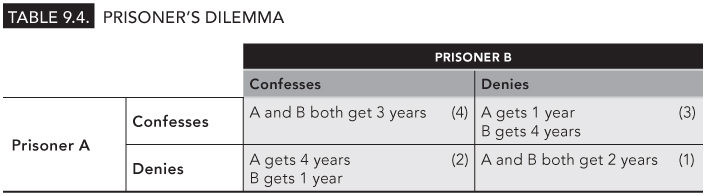 TABLE 9.4. PRISONER'S DILEMMA
PRISONER B
Confesses Denies
Prisoner A
Confesses
A and B both get 3 years (4)
A gets 1 year (3)
B gets 4 years
Denies
A gets 4 years (2)
B gets 1 year
A and B both get 2 years (1)